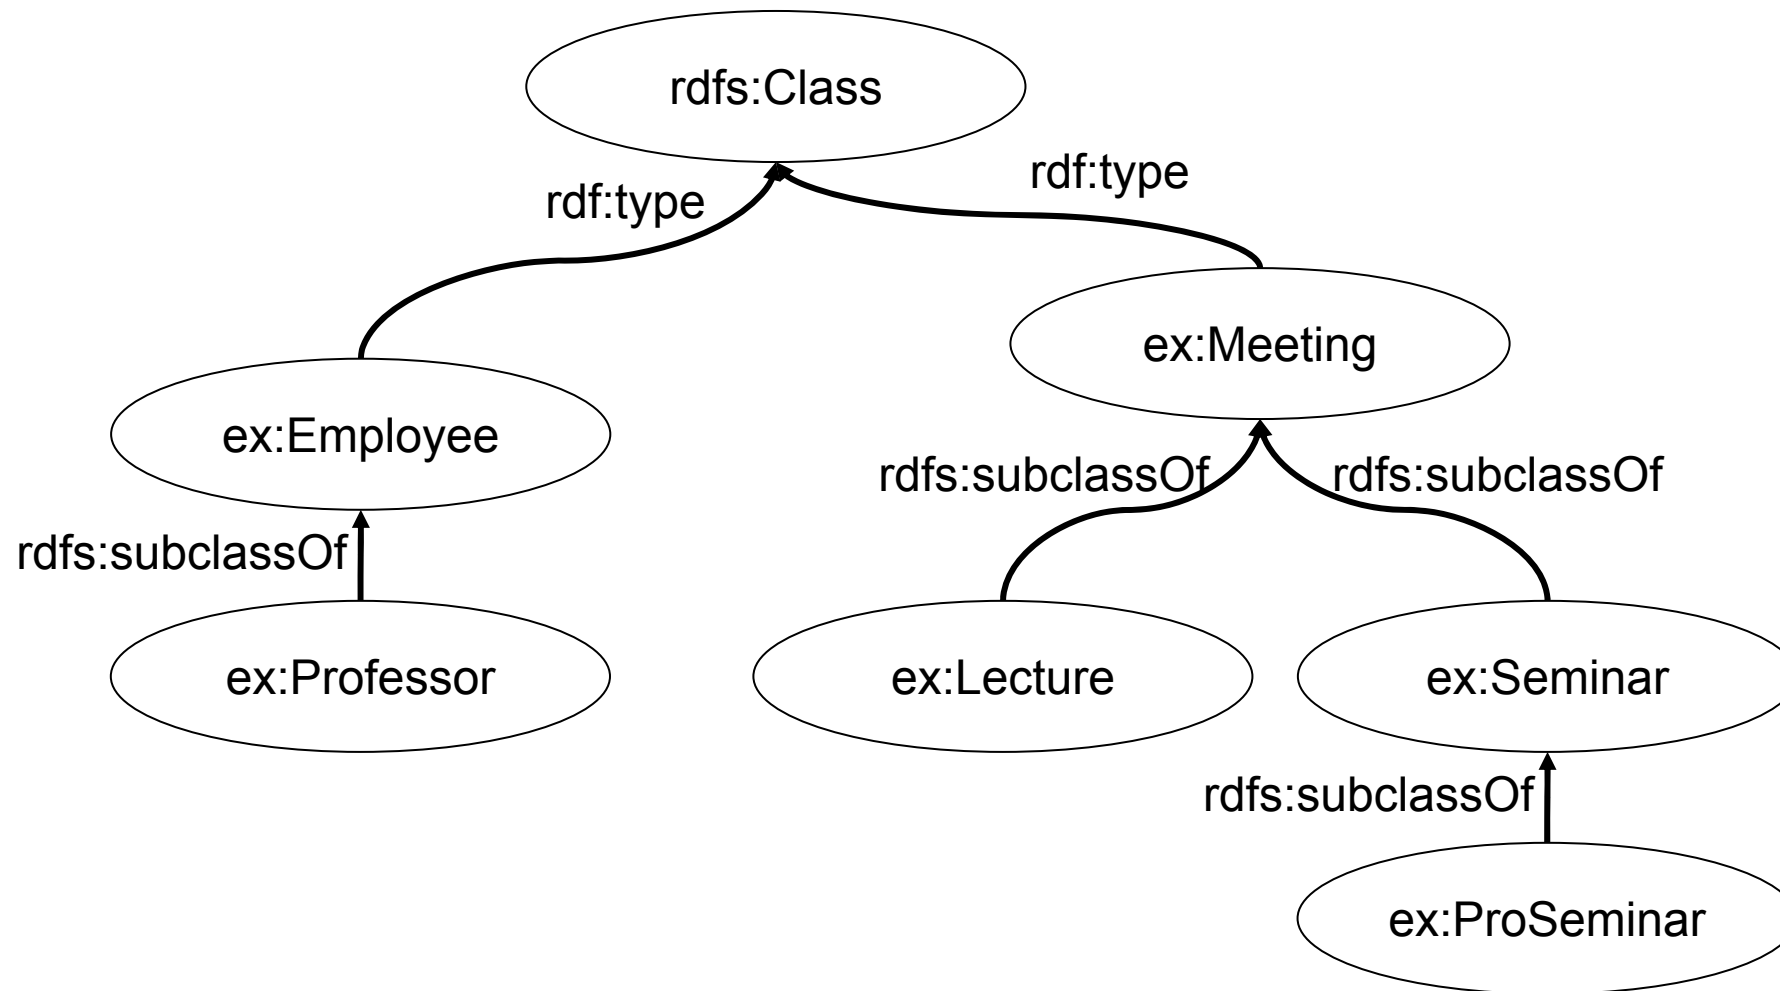 rdfs:Class
rdf:type
rdf:type
ex:Meeting
ex:Employee
rdfs:subclassOf
rdfs:subclassOf
rdfs:subclassOf
ex:Professor
ex:Lecture
ex:Seminar
rdfs:subclassOf
ex:ProSeminar